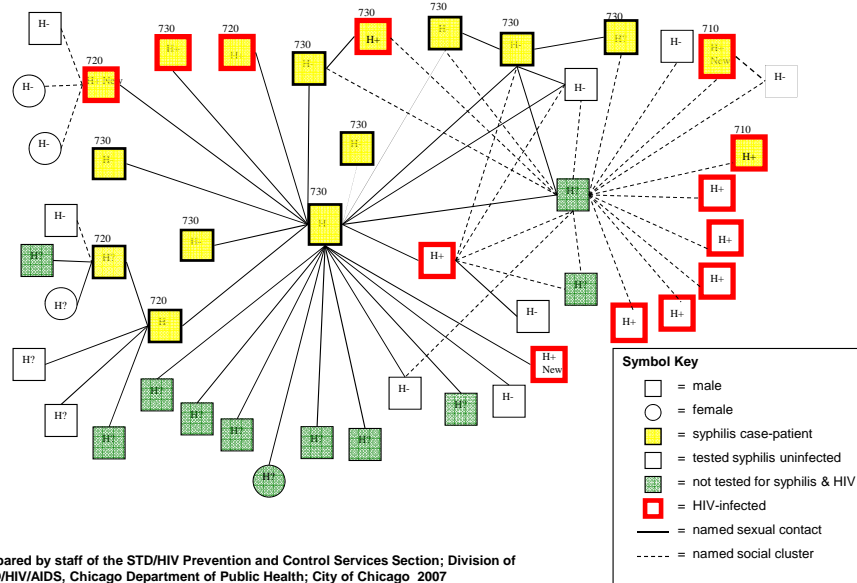 730
720
730
730
730
710
H-
730
H+
H+
H-
H+
H-
H-
H?
H-
H+
New
720
H+ New
H-
H-
H-
730
H-
710
H+
H-
730
H
730
H
H?
H+
H-
H+
720
730
H?
H?
H-
H+
H?
H+
H?
720
H
H-
H+
H+
H+
New
H?
H?
H-
H-
H?
H?
H?
H?
H?
H?
H?
H?
Symbol Key
= male
= female
= syphilis case-patient
= tested syphilis uninfected
= not tested for syphilis & HIV
= HIV-infected
= named sexual contact
= named social cluster
pared by staff of the STD/HIV Prevention and Control Services Section; Division of
/HIV/AIDS, Chicago Department of Public Health; City of Chicago 2007